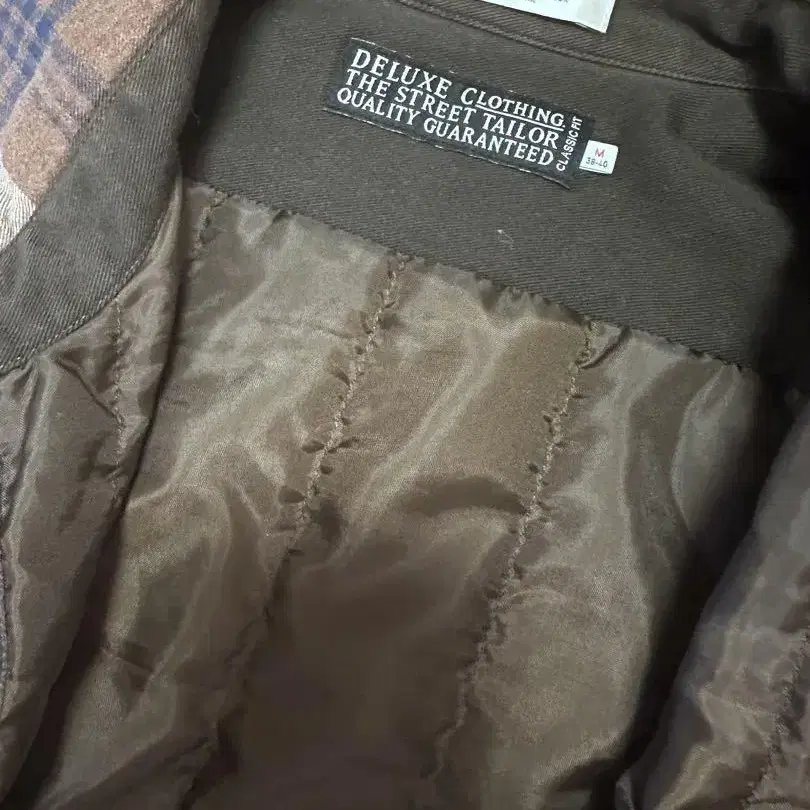 DELUXE CLOTHING.
THE STREET TAILOR
QUALITY GUARANTEED
CLASSIC FIT
M
38-40